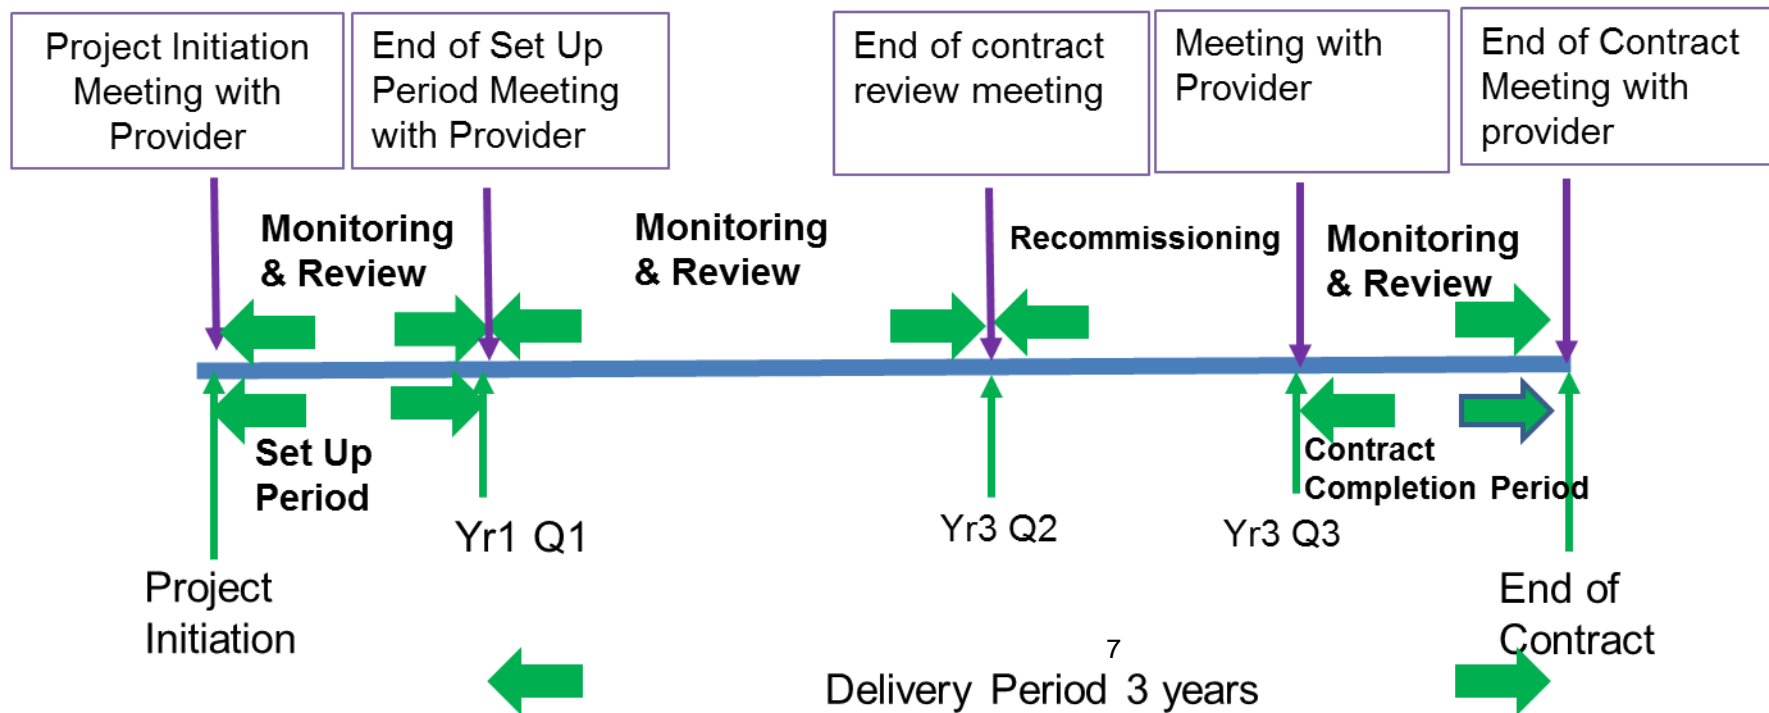 Project Initiation
Meeting with
Provider
End of Set Up
Period Meeting
with Provider
End of contract
review meeting
Meeting with
Provider
End of Contract
Meeting with
provider
Monitoring
& Review
Monitoring
& Review
Recommissioning
Monitoring
& Review
Set Up
Period
Contract
Completion Period
Yr1 Q1
Yr3 Q2
Yr3 Q3
Project
Initiation
End of
Contract
7
Delivery Period 3 years